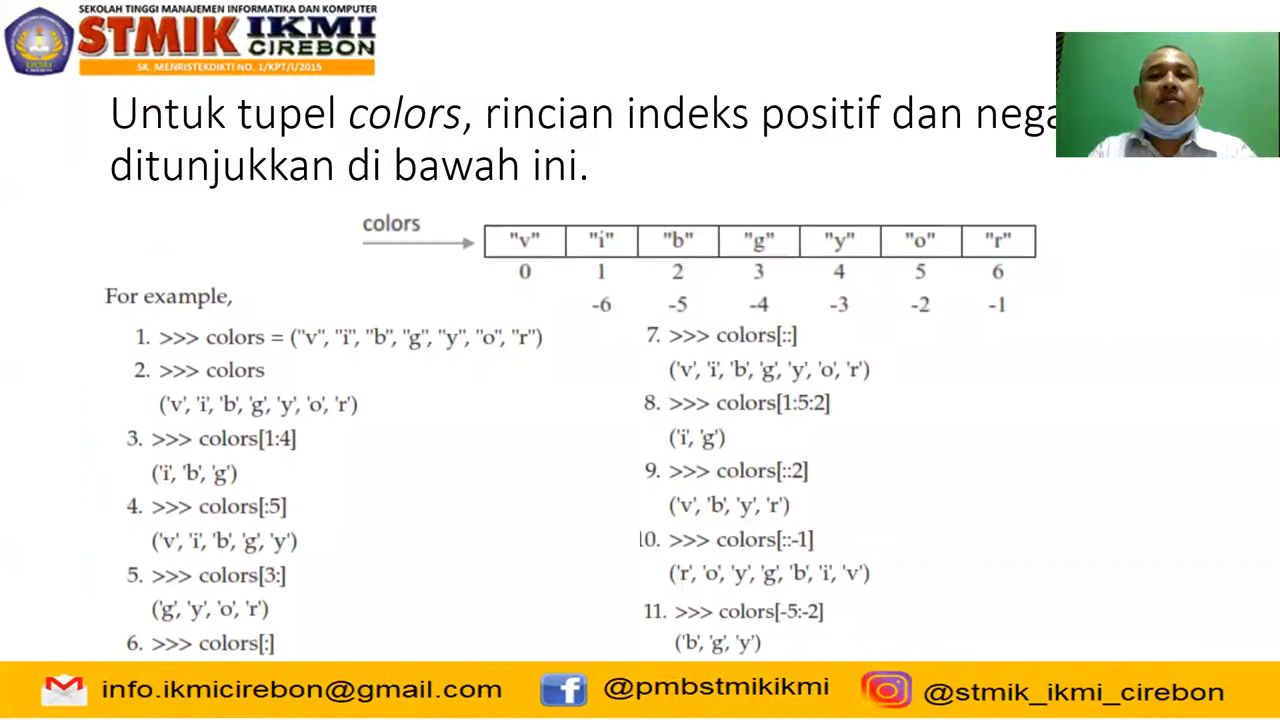 SEKOLAH TINGGI MANAJEMEN INFORMATIKA DAN KOMPUTER
STMIK IKMI
CIREBON
SK. MENRISTEKDIKTI NO. 1/KPT/I/2015
Untuk tupel colors, rincian indeks positif dan nega
ditunjukkan di bawah ini.
colors
"v" "i" "b" "g" "y" "o" "r"
0 1 2 3 4 5 6
-6 -5 -4 -3 -2 -1
For example,
1. >>> colors = ("v", "i", "b", "g", "y", "o", "r")
2. >>> colors
('v', 'i', 'b', 'g', 'y', 'o', 'r')
3. >>> colors[1:4]
('i', 'b', 'g')
4. >>> colors[:5]
('v', 'i', 'b', 'g', 'y')
5. >>> colors[3:]
('g', 'y', 'o', 'r')
6. >>> colors[:]
7. >>> colors[::]
('v', 'i', 'b', 'g', 'y', 'o', 'r')
8. >>> colors[1:5:2]
('i', 'g')
9. >>> colors[::2]
('v', 'b', 'y', 'r')
10. >>> colors[::-1]
('r', 'o', 'y', 'g', 'b', 'i', 'v')
11. >>> colors[-5:-2]
('b', 'g', 'y')
info.ikmicirebon@gmail.com
@pmbstmikikmi
@stmik_ikmi_cirebon